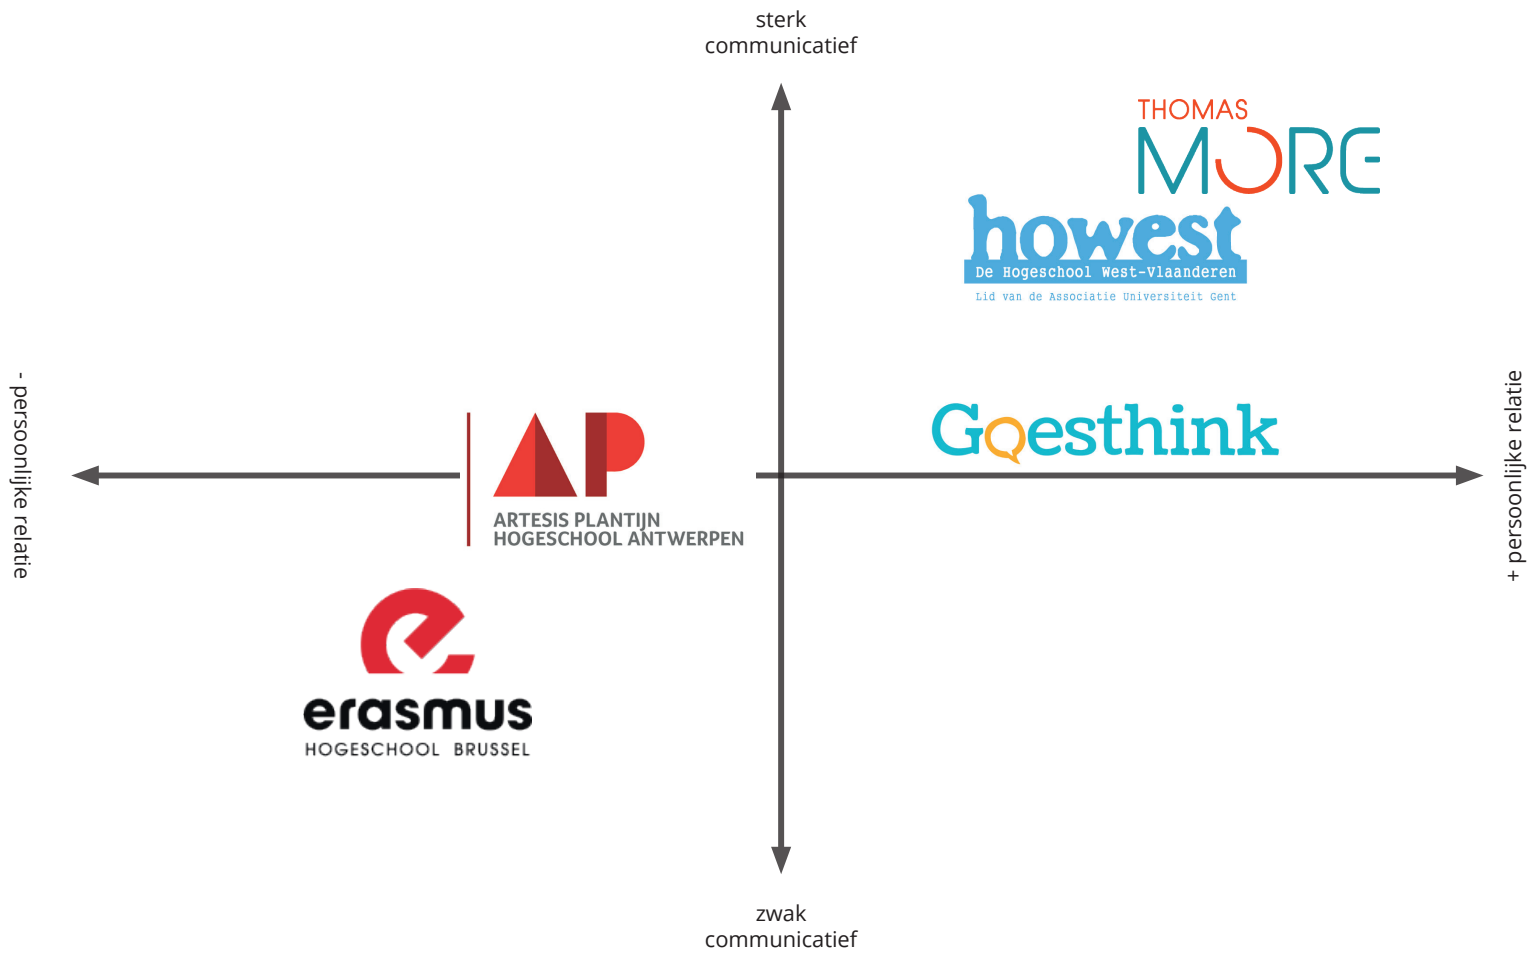 sterk
communicatief
THOMAS
MORE
howest
De Hogeschool West-Vlaanderen
Lid van de Associatie Universiteit Gent
- persoonlijke relatie
+ persoonlijke relatie
Goesthink
AP
ARTESIS PLANTIJN
HOGESCHOOL ANTWERPEN
e
erasmus
HOGESCHOOL BRUSSEL
zwak
communicatief